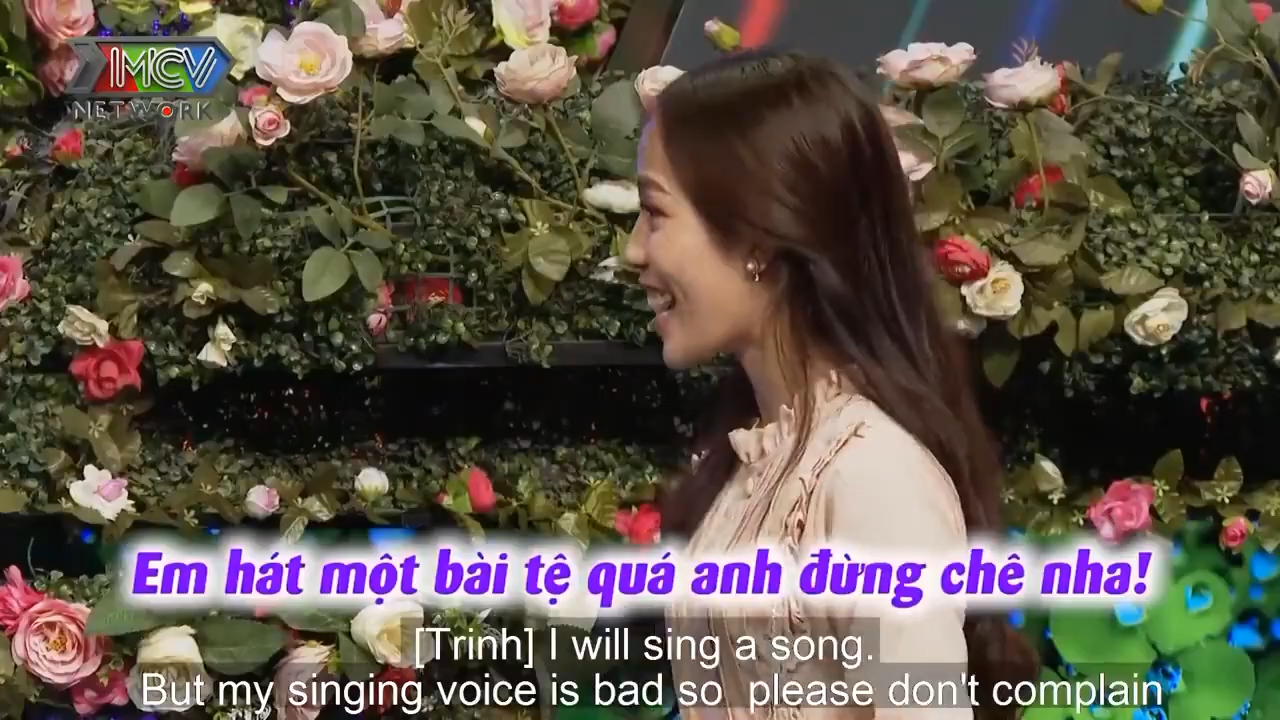 MCV
NETWORK
Em hát một bài tệ quá anh đừng chê nha!
[Trinh] I will sing a song.
But my singing voice is bad so please don't complain